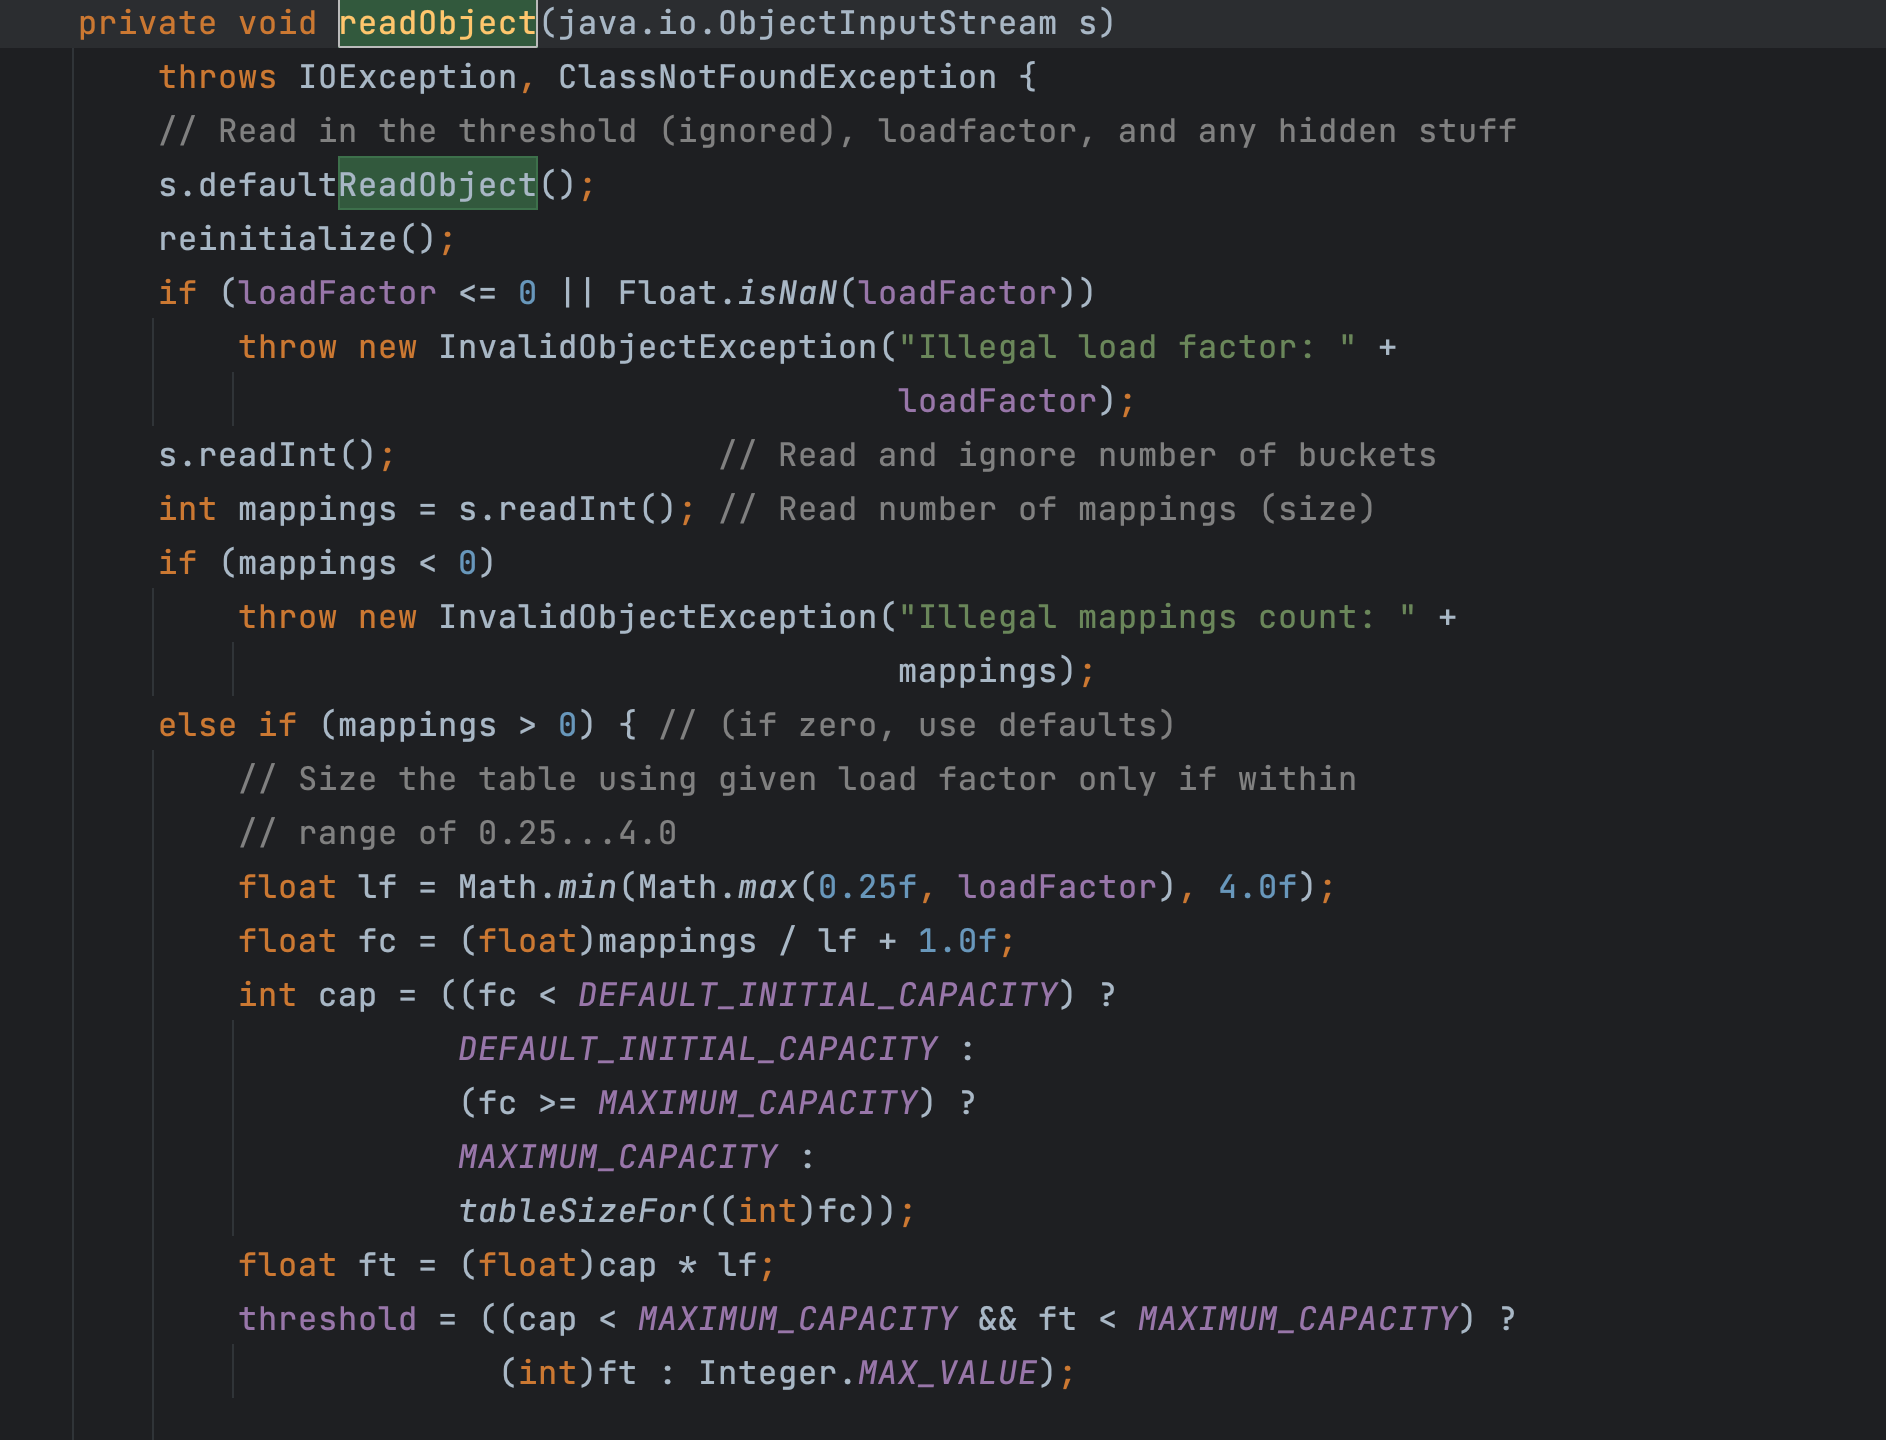 private void readObject(java.io.ObjectInputStream s)
throws IOException, ClassNotFoundException {
// Read in the threshold (ignored), loadfactor, and any hidden stuff
s.defaultReadObject();
reinitialize();
if (loadFactor <= 0 || Float.isNaN(loadFactor))
throw new InvalidObjectException("Illegal load factor: " +
loadFactor);
s.readInt();                // Read and ignore number of buckets
int mappings = s.readInt(); // Read number of mappings (size)
if (mappings < 0)
throw new InvalidObjectException("Illegal mappings count: " +
mappings);
else if (mappings > 0) { // (if zero, use defaults)
// Size the table using given load factor only if within
// range of 0.25...4.0
float lf = Math.min(Math.max(0.25f, loadFactor), 4.0f);
float fc = (float)mappings / lf + 1.0f;
int cap = ((fc < DEFAULT_INITIAL_CAPACITY) ?
DEFAULT_INITIAL_CAPACITY :
(fc >= MAXIMUM_CAPACITY) ?
MAXIMUM_CAPACITY :
tableSizeFor((int)fc));
float ft = (float)cap * lf;
threshold = ((cap < MAXIMUM_CAPACITY && ft < MAXIMUM_CAPACITY) ?
(int)ft : Integer.MAX_VALUE);